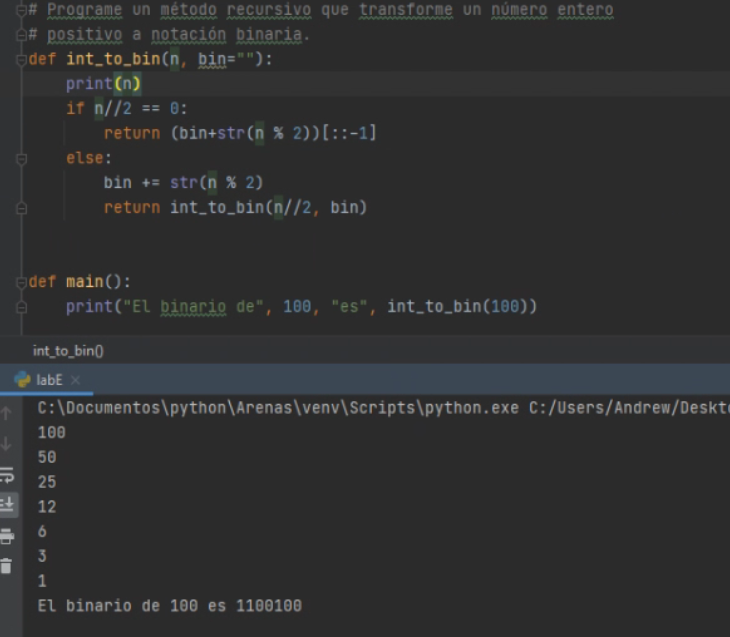 # Programe un método recursivo que transforme un número entero
# positivo a notación binaria.
def int_to_bin(n, bin=""):
    print(n)
    if n//2 == 0:
        return (bin+str(n % 2))[::-1]
    else:
        bin += str(n % 2)
        return int_to_bin(n//2, bin)
def main():
    print("El binario de", 100, "es", int_to_bin(100))
int_to_bin()
labE
C:\Documentos\python\Arenas\venv\Scripts\python.exe C:/Users/Andrew/Deskto
100
50
25
12
6
3
1
El binario de 100 es 1100100